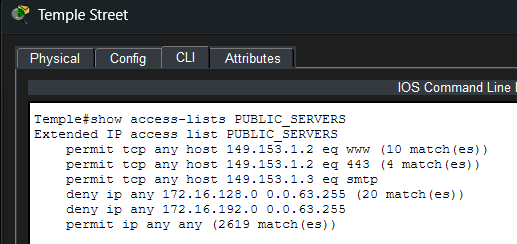 Temple Street
Physical Config CLI Attributes
IOS Command Line I
Temple#show access-lists PUBLIC_SERVERS
Extended IP access list PUBLIC_SERVERS
permit tcp any host 149.153.1.2 eq www (10 match(es))
permit tcp any host 149.153.1.2 eq 443 (4 match(es))
permit tcp any host 149.153.1.3 eq smtp
deny ip any 172.16.128.0 0.0.63.255 (20 match(es))
deny ip any 172.16.192.0 0.0.63.255
permit ip any any (2619 match(es))